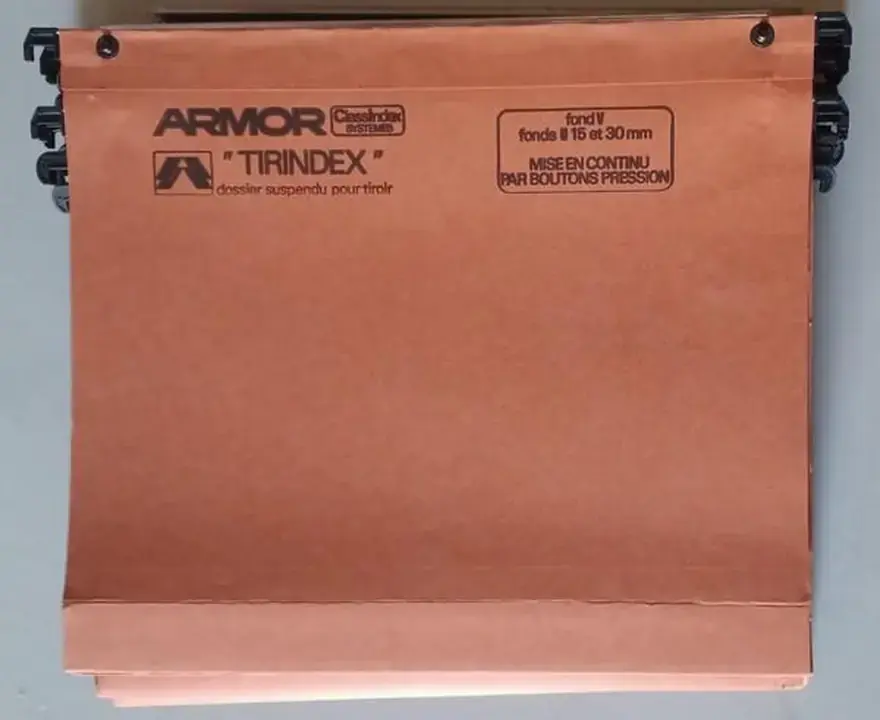 ARMOR ClassIndex
SYSTEMES
" TIRINDEX "
dossier suspendu pour tiroir
fond V
fonds U 15 et 30 mm
MISE EN CONTINU
PAR BOUTONS PRESSION